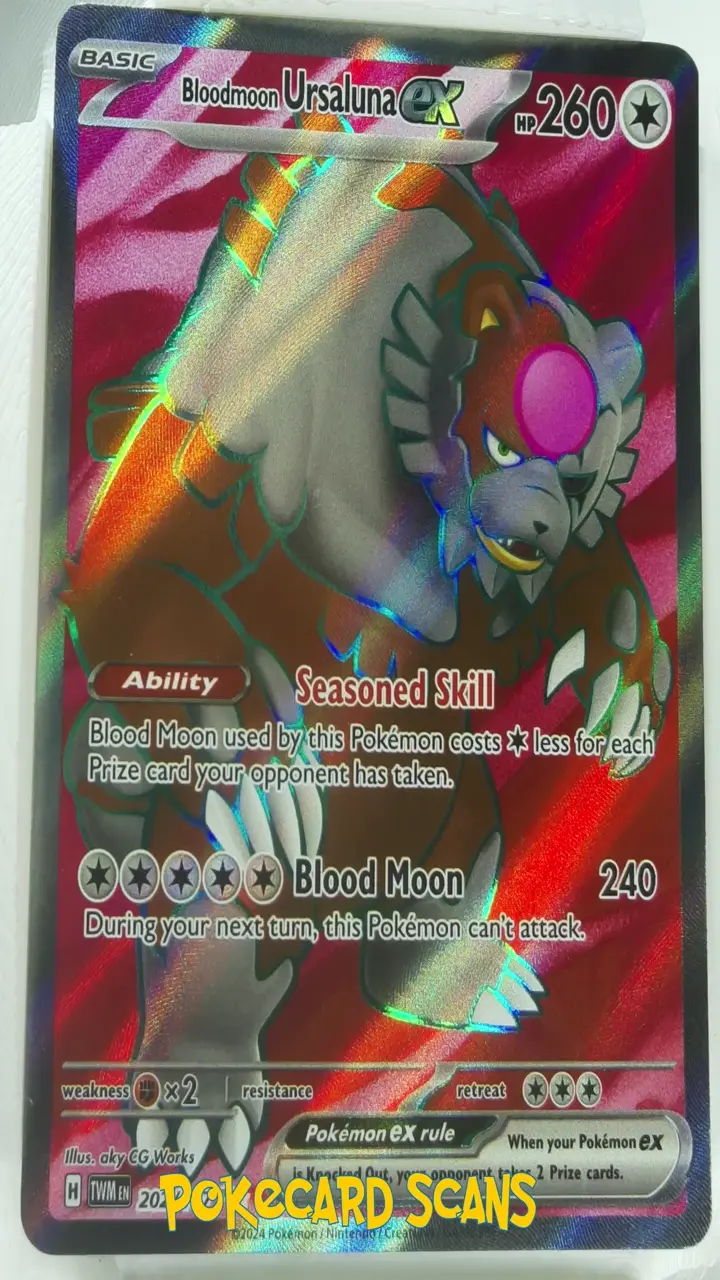 BASIC
Bloodmoon Ursaluna ex
HP 260
Ability Seasoned Skill
Blood Moon used by this Pokémon costs less for each
Prize card your opponent has taken.
Blood Moon 240
During your next turn, this Pokémon can't attack.
weakness ×2 resistance retreat
Pokémon ex rule
When your Pokémon ex
is Knocked Out, your opponent takes 2 Prize cards.
Illus. aky CG Works
H TWM EN
POKECARD SCANS
©2024 Pokémon / Nintendo /